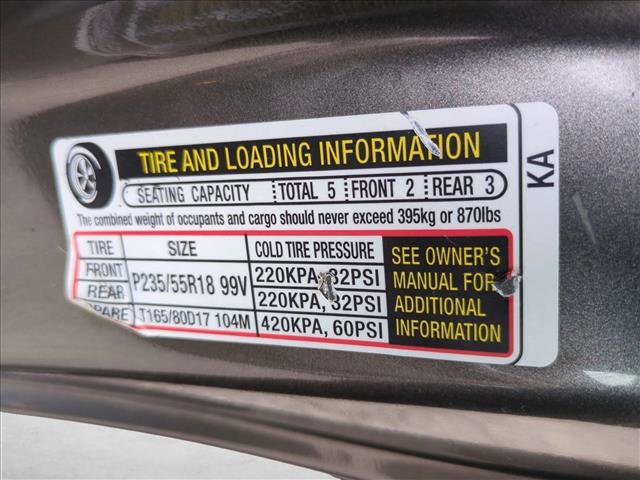 TIRE AND LOADING INFORMATION
SEATING CAPACITY TOTAL 5 FRONT 2 REAR 3
The combined weight of occupants and cargo should never exceed 395kg or 870lbs
TIRE SIZE COLD TIRE PRESSURE
FRONT P235/55R18 99V 220KPA, 32PSI
REAR 220KPA, 32PSI
PARE T165/80D17 104M 420KPA, 60PSI
SEE OWNER'S
MANUAL FOR
ADDITIONAL
INFORMATION
KA